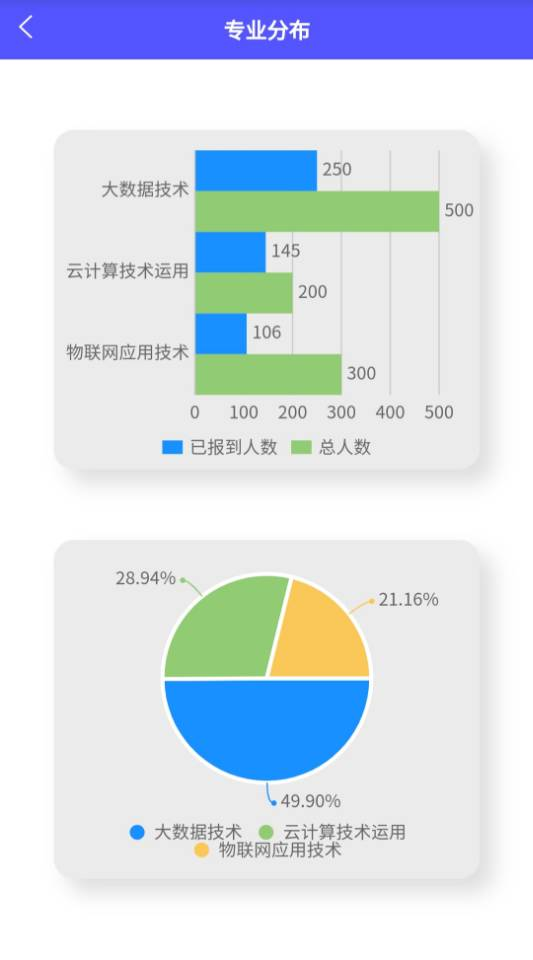 专业分布
大数据技术 250
500
云计算技术运用 145
200
物联网应用技术 106
300
0 100 200 300 400 500
已报到人数 总人数
28.94%
21.16%
49.90%
大数据技术 云计算技术运用
物联网应用技术